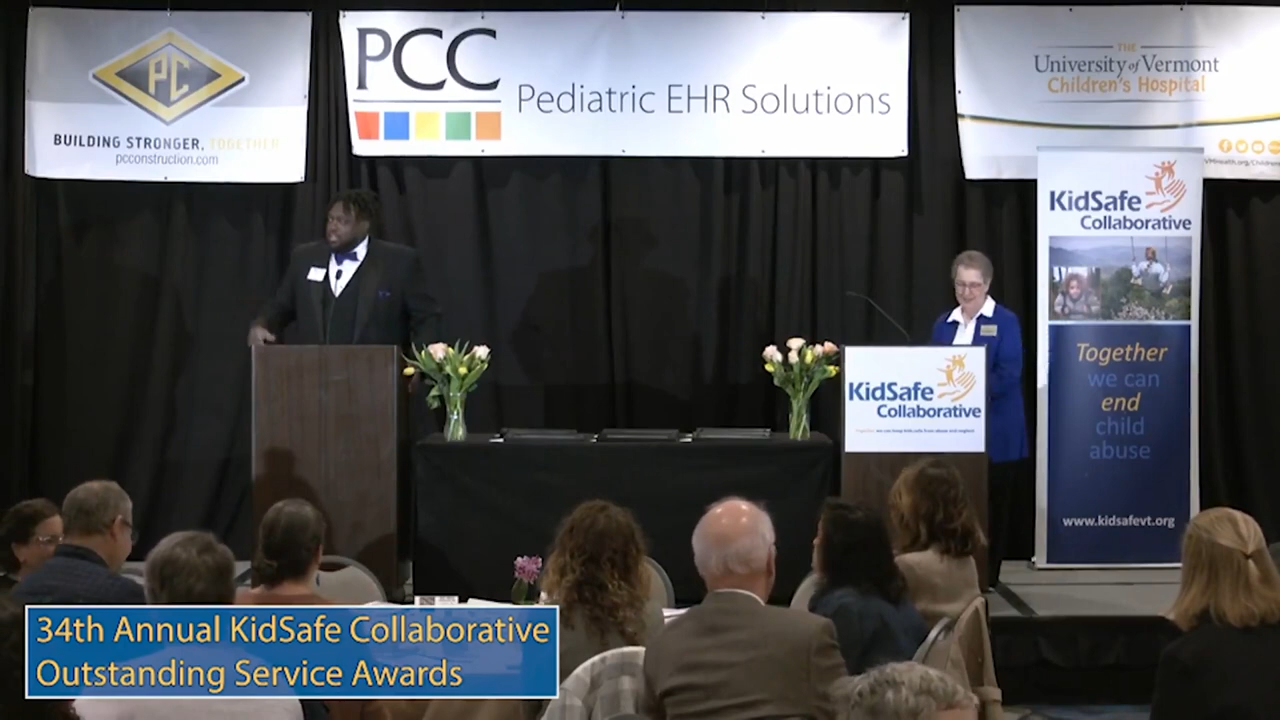 PC
BUILDING STRONGER, TOGETHER
pcconstruction.com
PCC
Pediatric EHR Solutions
THE
University of Vermont
Children's Hospital
KidSafe
Collaborative
Together
we can
end
child
abuse
www.kidsafevt.org
KidSafe
Collaborative
34th Annual KidSafe Collaborative
Outstanding Service Awards